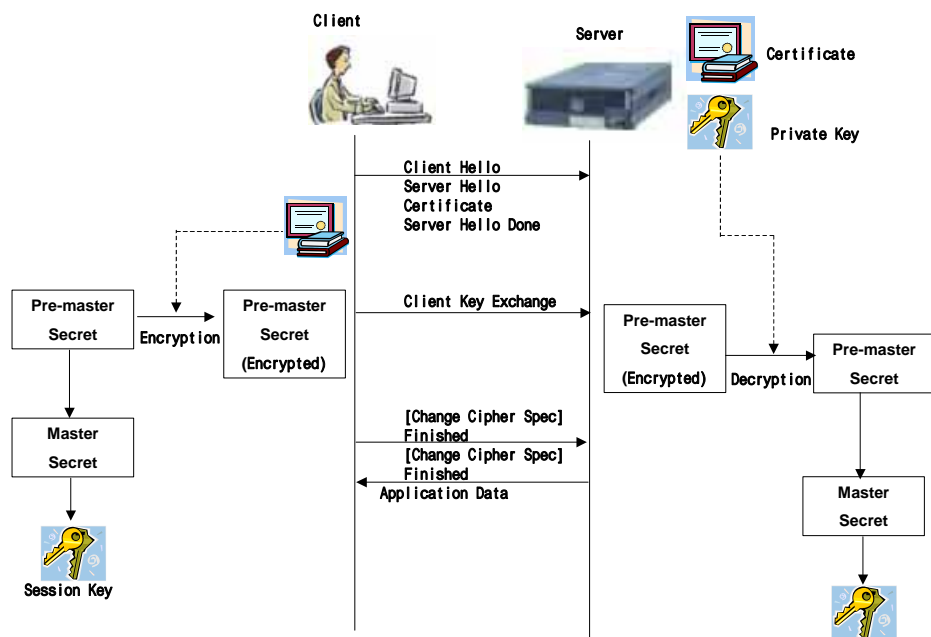 Client
Server
Certificate
Private Key
Client Hello
Server Hello
Certificate
Server Hello Done
Pre-master
Secret
Encryption
Pre-master
Secret
(Encrypted)
Client Key Exchange
Pre-master
Secret
(Encrypted)
Decryption
Pre-master
Secret
Master
Secret
[Change Cipher Spec]
Finished
[Change Cipher Spec]
Finished
Application Data
Master
Secret
Session Key